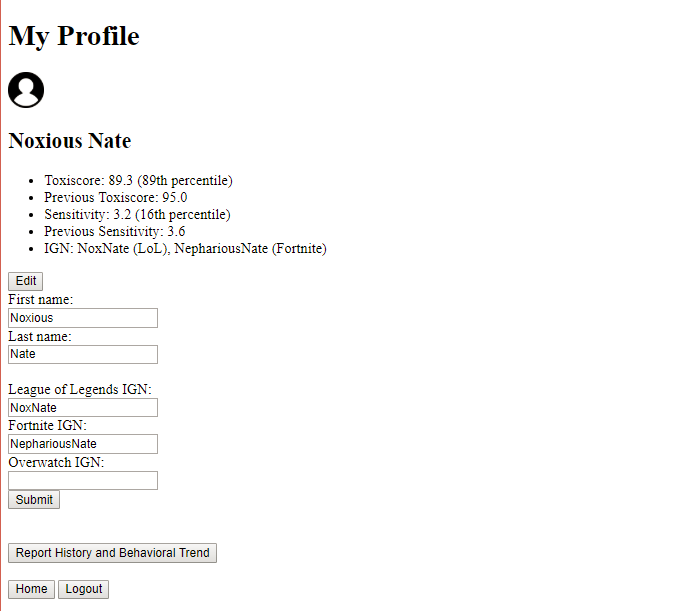 My Profile
Noxious Nate
Toxiscore: 89.3 (89th percentile)
Previous Toxiscore: 95.0
Sensitivity: 3.2 (16th percentile)
Previous Sensitivity: 3.6
IGN: NoxNate (LoL), NephariousNate (Fortnite)
Edit
First name:
Noxious
Last name:
Nate
League of Legends IGN:
NoxNate
Fortnite IGN:
NephariousNate
Overwatch IGN:
Submit
Report History and Behavioral Trend
Home Logout